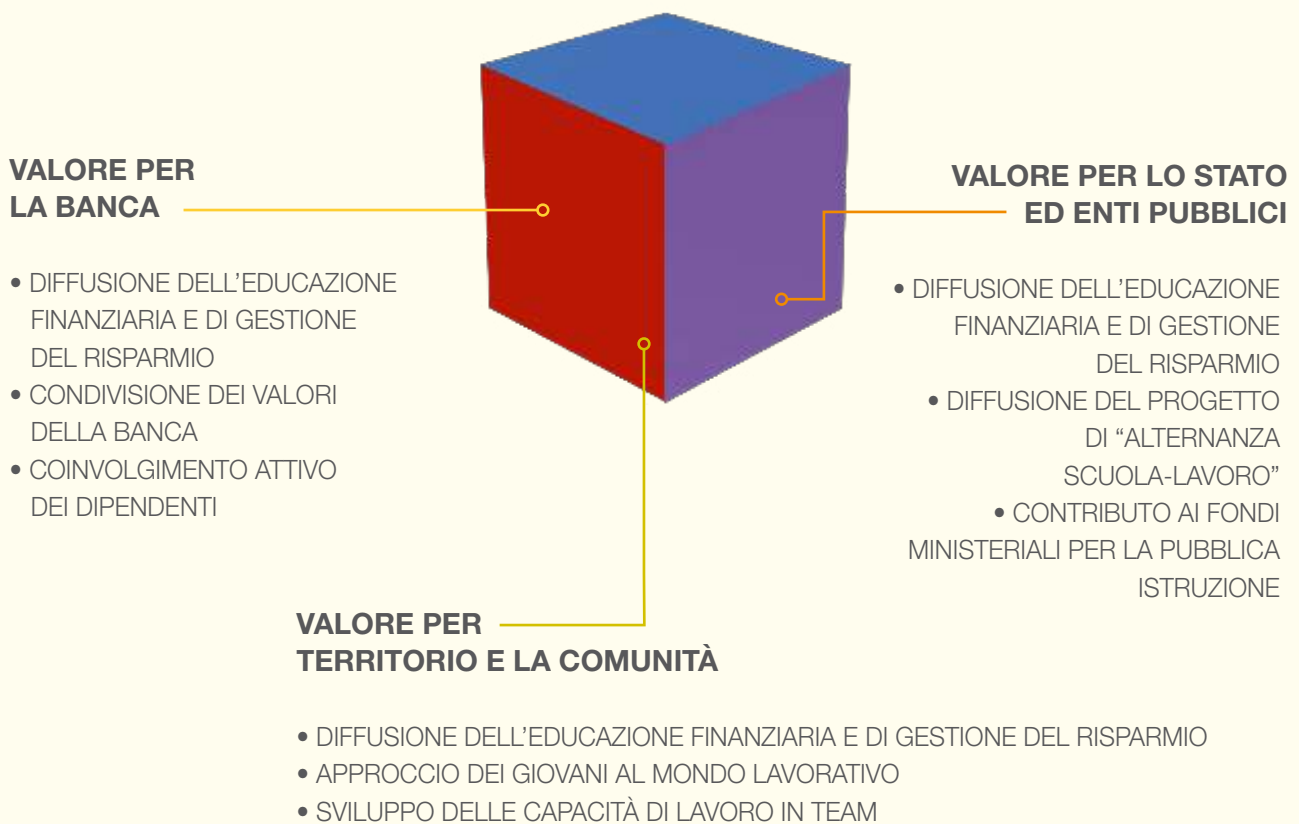 VALORE PER
LA BANCA
• DIFFUSIONE DELL’EDUCAZIONE
FINANZIARIA E DI GESTIONE
DEL RISPARMIO
• CONDIVISIONE DEI VALORI
DELLA BANCA
• COINVOLGIMENTO ATTIVO
DEI DIPENDENTI
VALORE PER LO STATO
ED ENTI PUBBLICI
• DIFFUSIONE DELL’EDUCAZIONE
FINANZIARIA E DI GESTIONE
DEL RISPARMIO
• DIFFUSIONE DEL PROGETTO
DI “ALTERNANZA
SCUOLA-LAVORO”
• CONTRIBUTO AI FONDI
MINISTERIALI PER LA PUBBLICA
ISTRUZIONE
VALORE PER
TERRITORIO E LA COMUNITÀ
• DIFFUSIONE DELL’EDUCAZIONE FINANZIARIA E DI GESTIONE DEL RISPARMIO
• APPROCCIO DEI GIOVANI AL MONDO LAVORATIVO
• SVILUPPO DELLE CAPACITÀ DI LAVORO IN TEAM